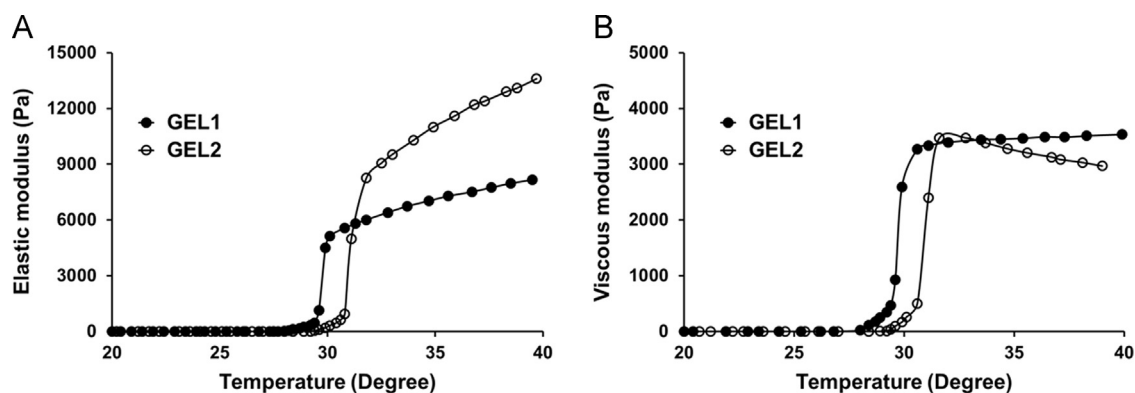 A
Elastic modulus (Pa)
15000
12000
9000
6000
3000
0
GEL1
GEL2
20
25
30
35
40
Temperature (Degree)
B
Viscous modulus (Pa)
5000
4000
3000
2000
1000
0
GEL1
GEL2
20
25
30
35
40
Temperature (Degree)